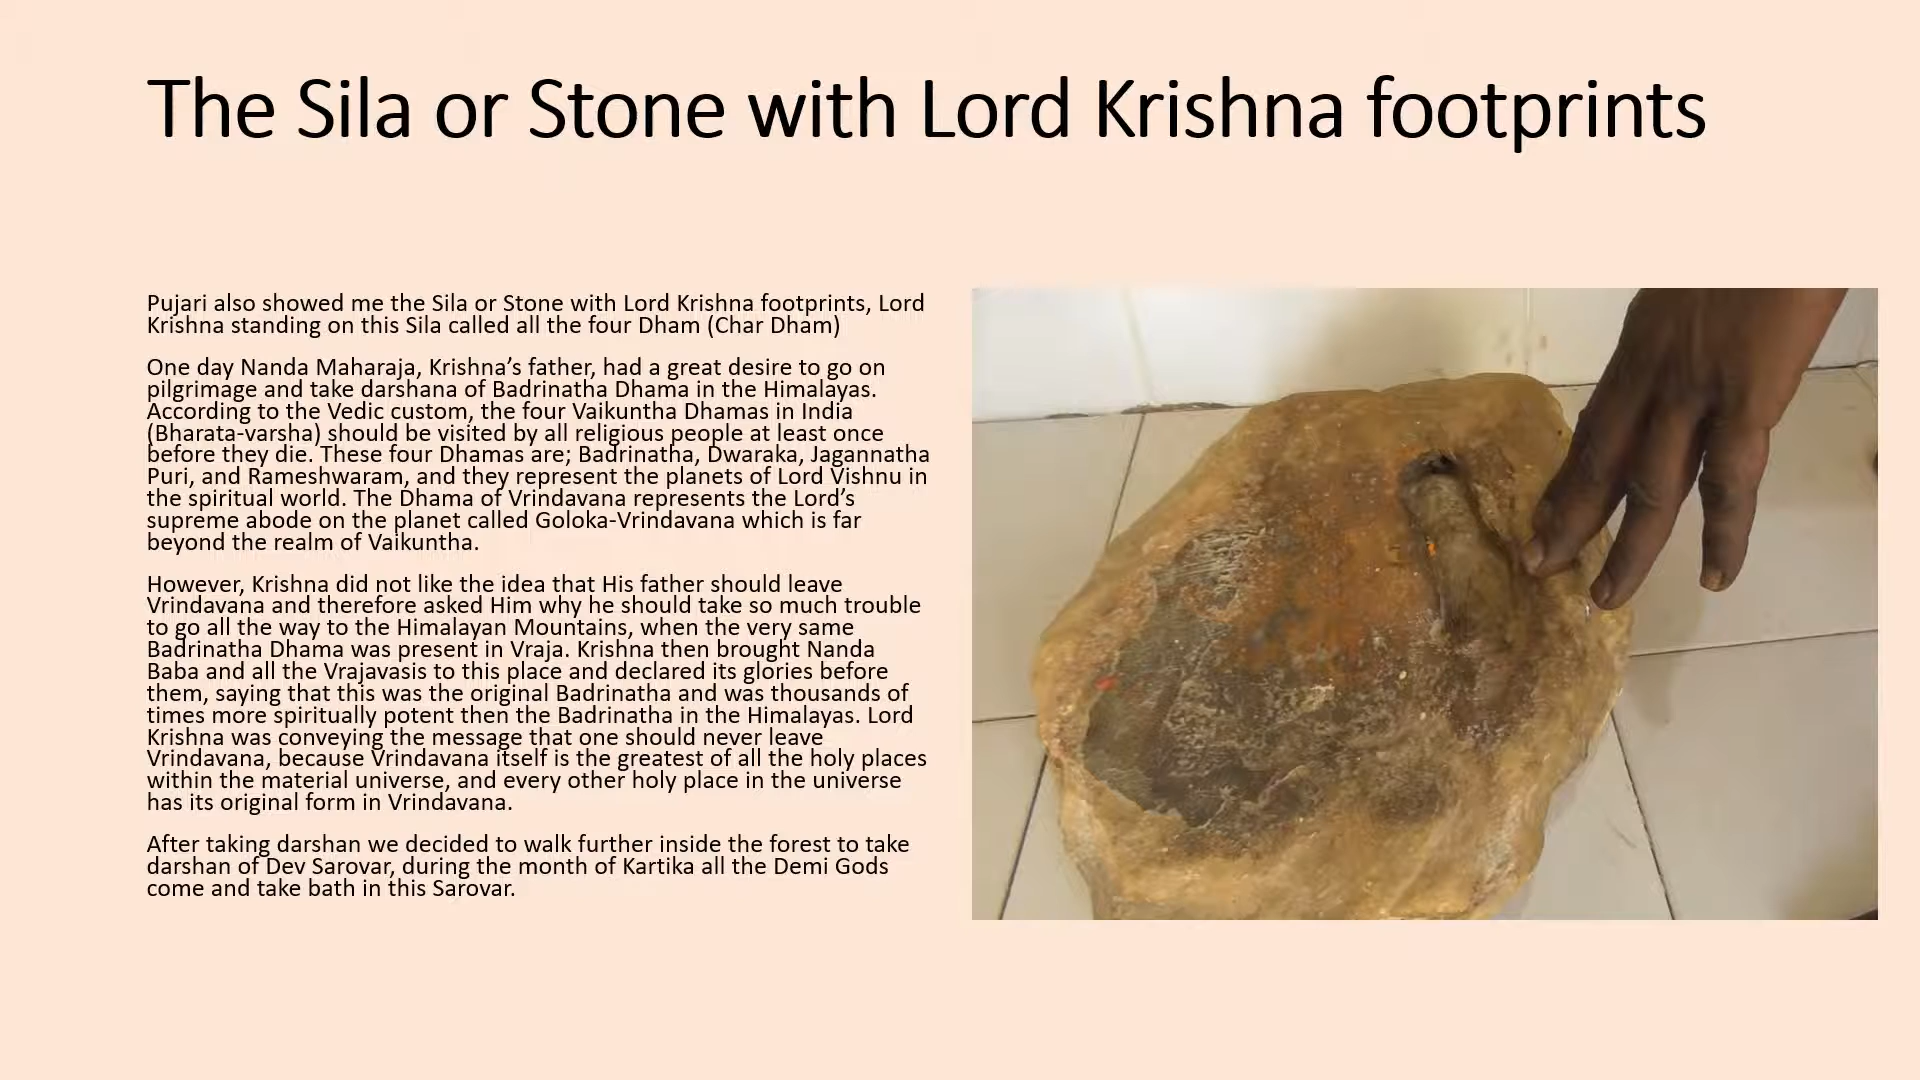 The Sila or Stone with Lord Krishna footprints
Pujari also showed me the Sila or Stone with Lord Krishna footprints, Lord
Krishna standing on this Sila called all the four Dham (Char Dham)
One day Nanda Maharaja, Krishna’s father, had a great desire to go on
pilgrimage and take darshana of Badrinatha Dhama in the Himalayas.
According to the Vedic custom, the four Vaikuntha Dhamas in India
(Bharata-varsha) should be visited by all religious people at least once
before they die. These four Dhamas are; Badrinatha, Dwaraka, Jagannatha
Puri, and Rameshwaram, and they represent the planets of Lord Vishnu in
the spiritual world. The Dhama of Vrindavana represents the Lord’s
supreme abode on the planet called Goloka-Vrindavana which is far
beyond the realm of Vaikuntha.
However, Krishna did not like the idea that His father should leave
Vrindavana and therefore asked Him why he should take so much trouble
to go all the way to the Himalayan Mountains, when the very same
Badrinatha Dhama was present in Vraja. Krishna then brought Nanda
Baba and all the Vrajavasis to this place and declared its glories before
them, saying that this was the original Badrinatha and was thousands of
times more spiritually potent then the Badrinatha in the Himalayas. Lord
Krishna was conveying the message that one should never leave
Vrindavana, because Vrindavana itself is the greatest of all the holy places
within the material universe, and every other holy place in the universe
has its original form in Vrindavana.
After taking darshan we decided to walk further inside the forest to take
darshan of Dev Sarovar, during the month of Kartika all the Demi Gods
come and take bath in this Sarovar.